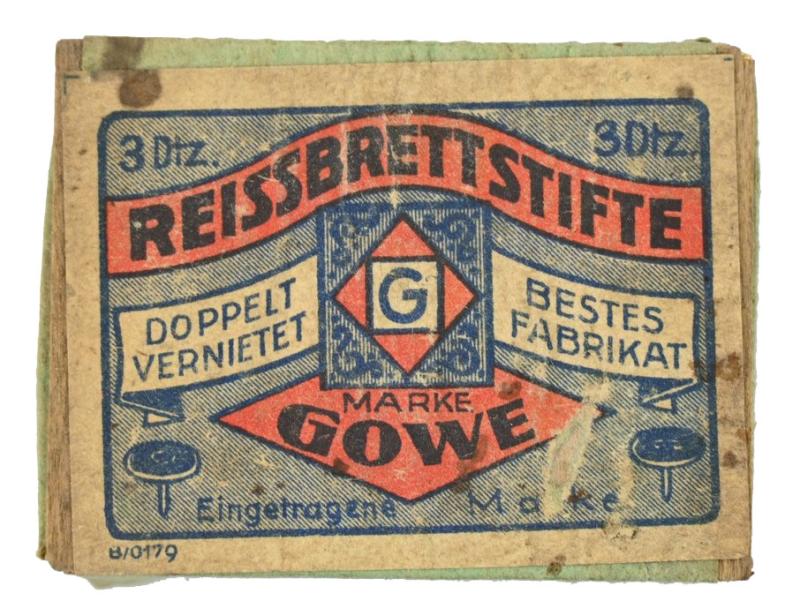 3 Dtz. 3 Dtz.
REISSBRETTSTIFTE
DOPPELT
VERNIETET
G
BESTES
FABRIKAT
MARKE
GOWE
Eingetragene Marke
B/0179